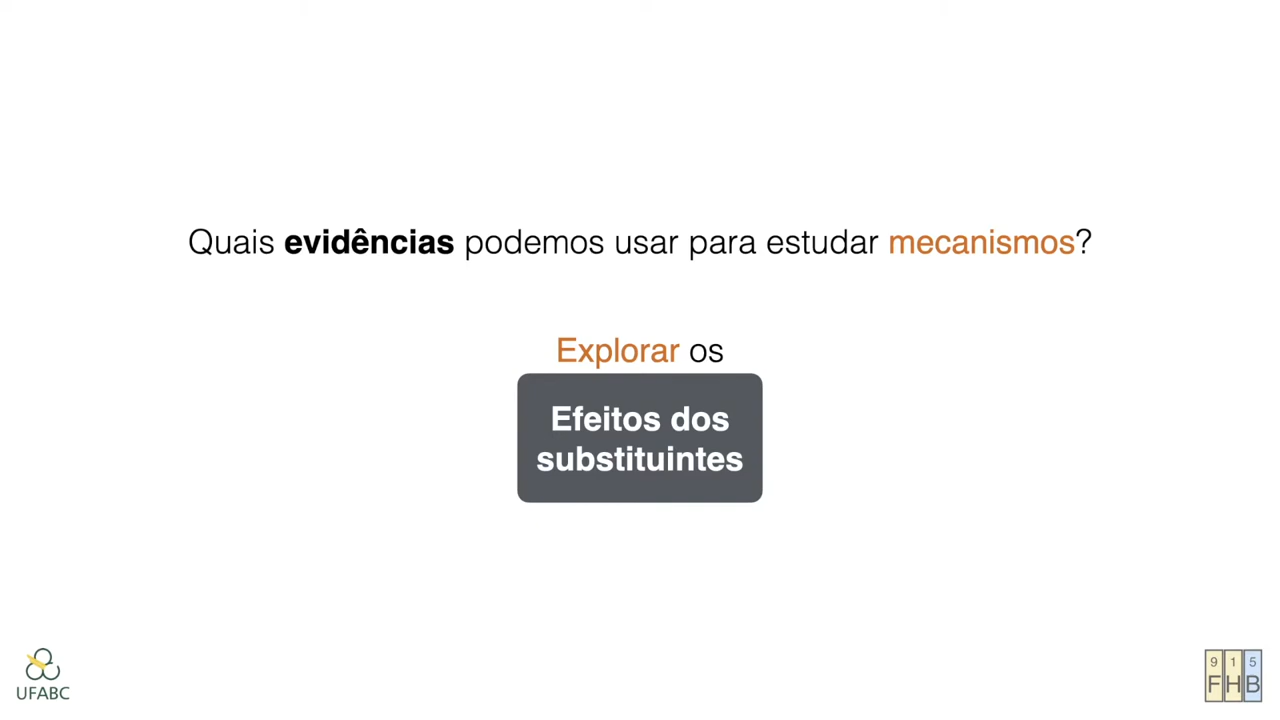 Quais evidências podemos usar para estudar mecanismos?
Explorar os
Efeitos dos
substituintes
UFABC
9 1 5
F H B